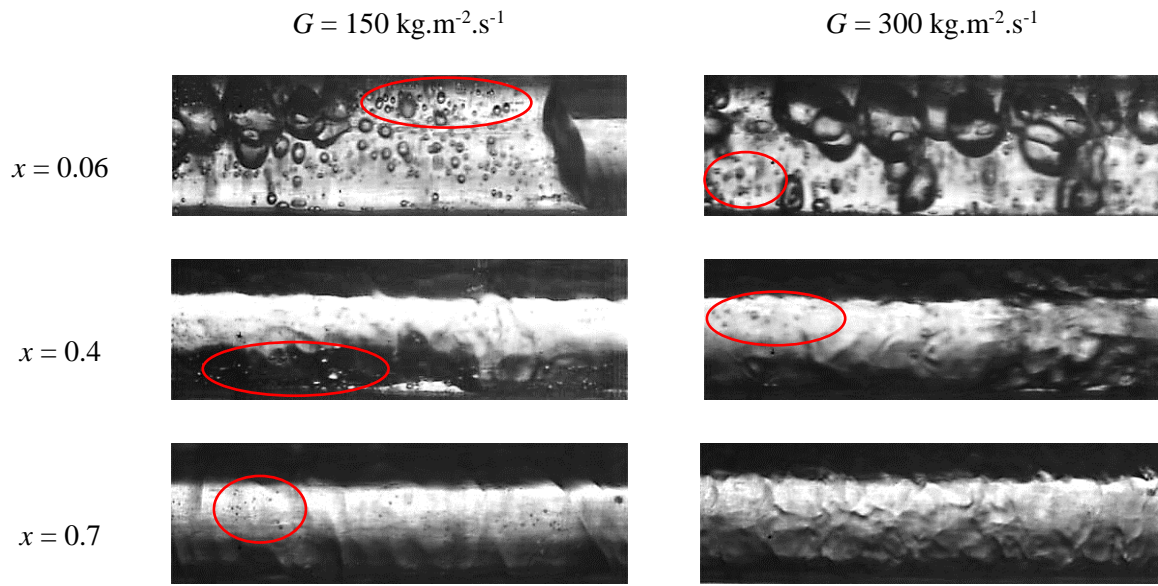 G = 150 kg.m⁻².s⁻¹
G = 300 kg.m⁻².s⁻¹
x = 0.06
x = 0.4
x = 0.7